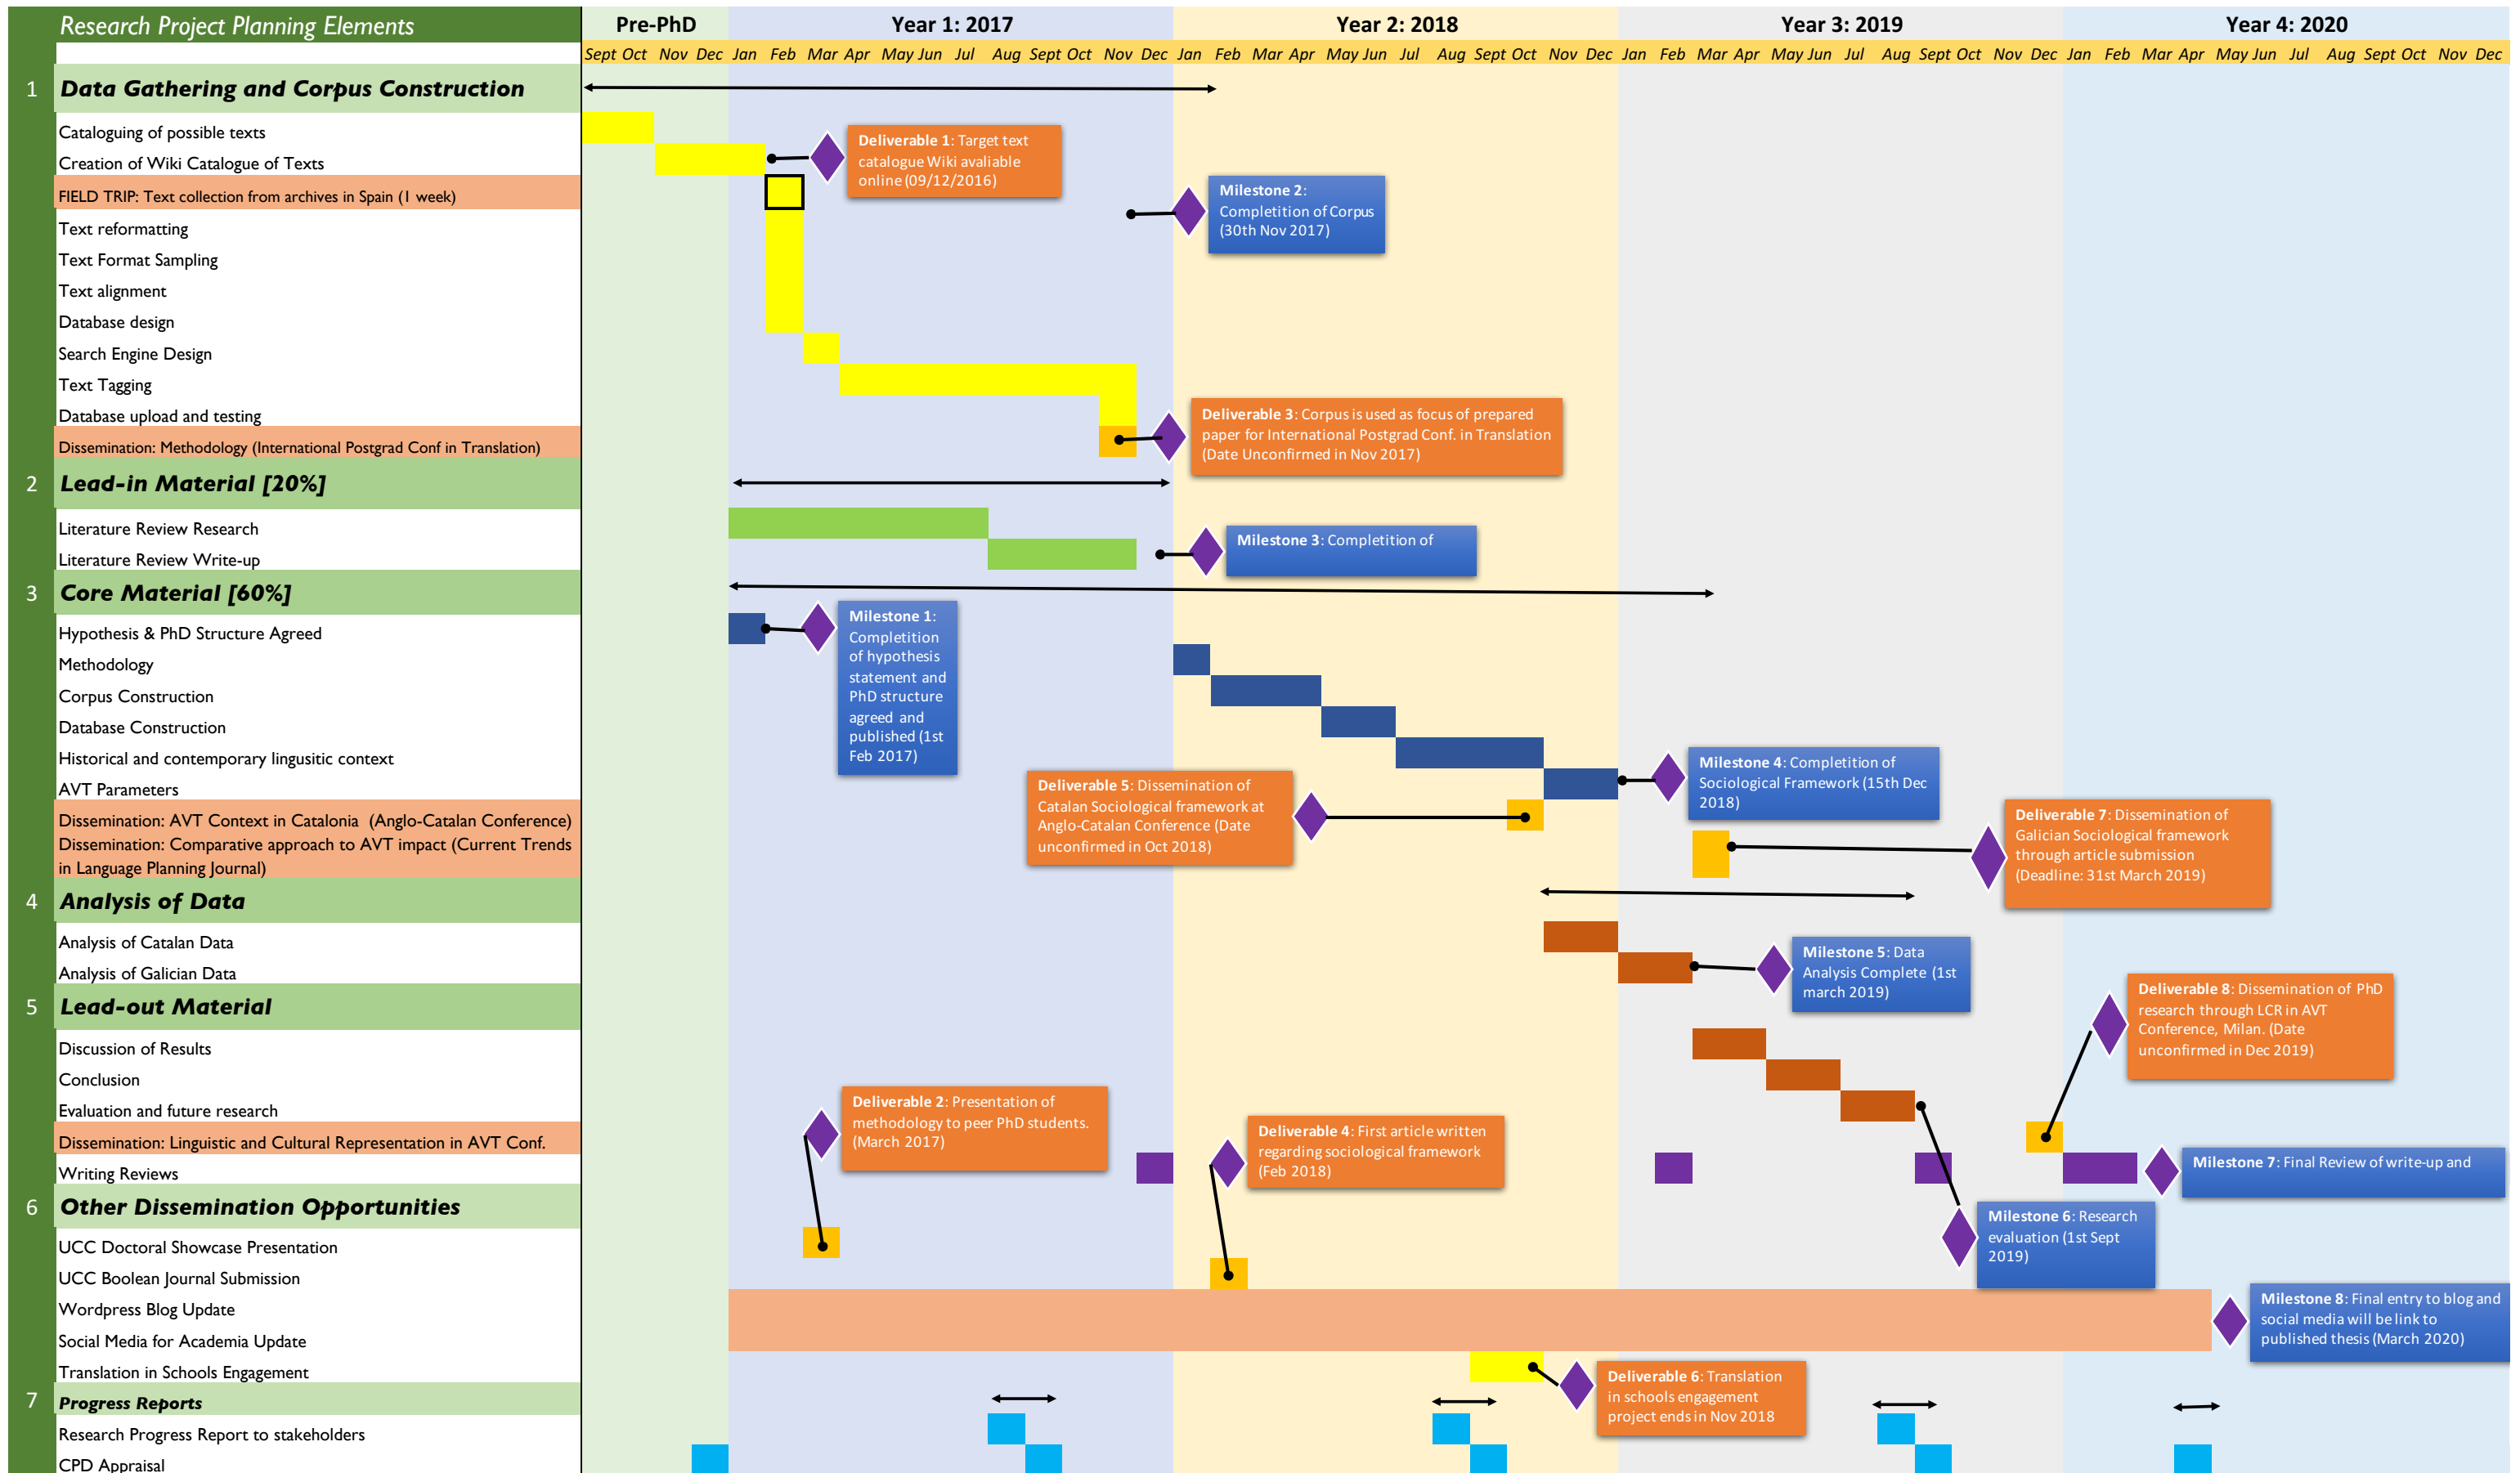 Research Project Planning Elements
Pre-PhD
Year 1: 2017
Year 2: 2018
Year 3: 2019
Year 4: 2020
Sept Oct Nov Dec Jan Feb Mar Apr May Jun Jul Aug Sept Oct Nov Dec Jan Feb Mar Apr May Jun Jul Aug Sept Oct Nov Dec Jan Feb Mar Apr May Jun Jul Aug Sept Oct Nov Dec Jan Feb Mar Apr May Jun Jul Aug Sept Oct Nov Dec
1 Data Gathering and Corpus Construction
Cataloguing of possible texts
Creation of Wiki Catalogue of Texts
Deliverable 1: Target text
catalogue Wiki avaliable
online (09/12/2016)
FIELD TRIP: Text collection from archives in Spain (1 week)
Milestone 2:
Completition of Corpus
(30th Nov 2017)
Text reformatting
Text Format Sampling
Text alignment
Database design
Search Engine Design
Text Tagging
Database upload and testing
Deliverable 3: Corpus is used as focus of prepared
paper for International Postgrad Conf. in Translation
(Date Unconfirmed in Nov 2017)
Dissemination: Methodology (International Postgrad Conf in Translation)
2 Lead-in Material [20%]
Literature Review Research
Literature Review Write-up
Milestone 3: Completition of
3 Core Material [60%]
Hypothesis & PhD Structure Agreed
Milestone 1:
Completition
of hypothesis
statement and
PhD structure
agreed and
published (1st
Feb 2017)
Methodology
Corpus Construction
Database Construction
Historical and contemporary lingusitic context
AVT Parameters
Milestone 4: Completition of
Sociological Framework (15th Dec
2018)
Deliverable 5: Dissemination of
Catalan Sociological framework at
Anglo-Catalan Conference (Date
unconfirmed in Oct 2018)
Dissemination: AVT Context in Catalonia (Anglo-Catalan Conference)
Dissemination: Comparative approach to AVT impact (Current Trends
in Language Planning Journal)
Deliverable 7: Dissemination of
Galician Sociological framework
through article submission
(Deadline: 31st March 2019)
4 Analysis of Data
Analysis of Catalan Data
Analysis of Galician Data
Milestone 5: Data
Analysis Complete (1st
march 2019)
5 Lead-out Material
Deliverable 8: Dissemination of PhD
research through LCR in AVT
Conference, Milan. (Date
unconfirmed in Dec 2019)
Discussion of Results
Conclusion
Evaluation and future research
Deliverable 2: Presentation of
methodology to peer PhD students.
(March 2017)
Deliverable 4: First article written
regarding sociological framework
(Feb 2018)
Dissemination: Linguistic and Cultural Representation in AVT Conf.
Writing Reviews
Milestone 7: Final Review of write-up and
6 Other Dissemination Opportunities
Milestone 6: Research
evaluation (1st Sept
2019)
UCC Doctoral Showcase Presentation
UCC Boolean Journal Submission
Wordpress Blog Update
Social Media for Academia Update
Milestone 8: Final entry to blog and
social media will be link to
published thesis (March 2020)
Translation in Schools Engagement
Deliverable 6: Translation
in schools engagement
project ends in Nov 2018
7 Progress Reports
Research Progress Report to stakeholders
CPD Appraisal